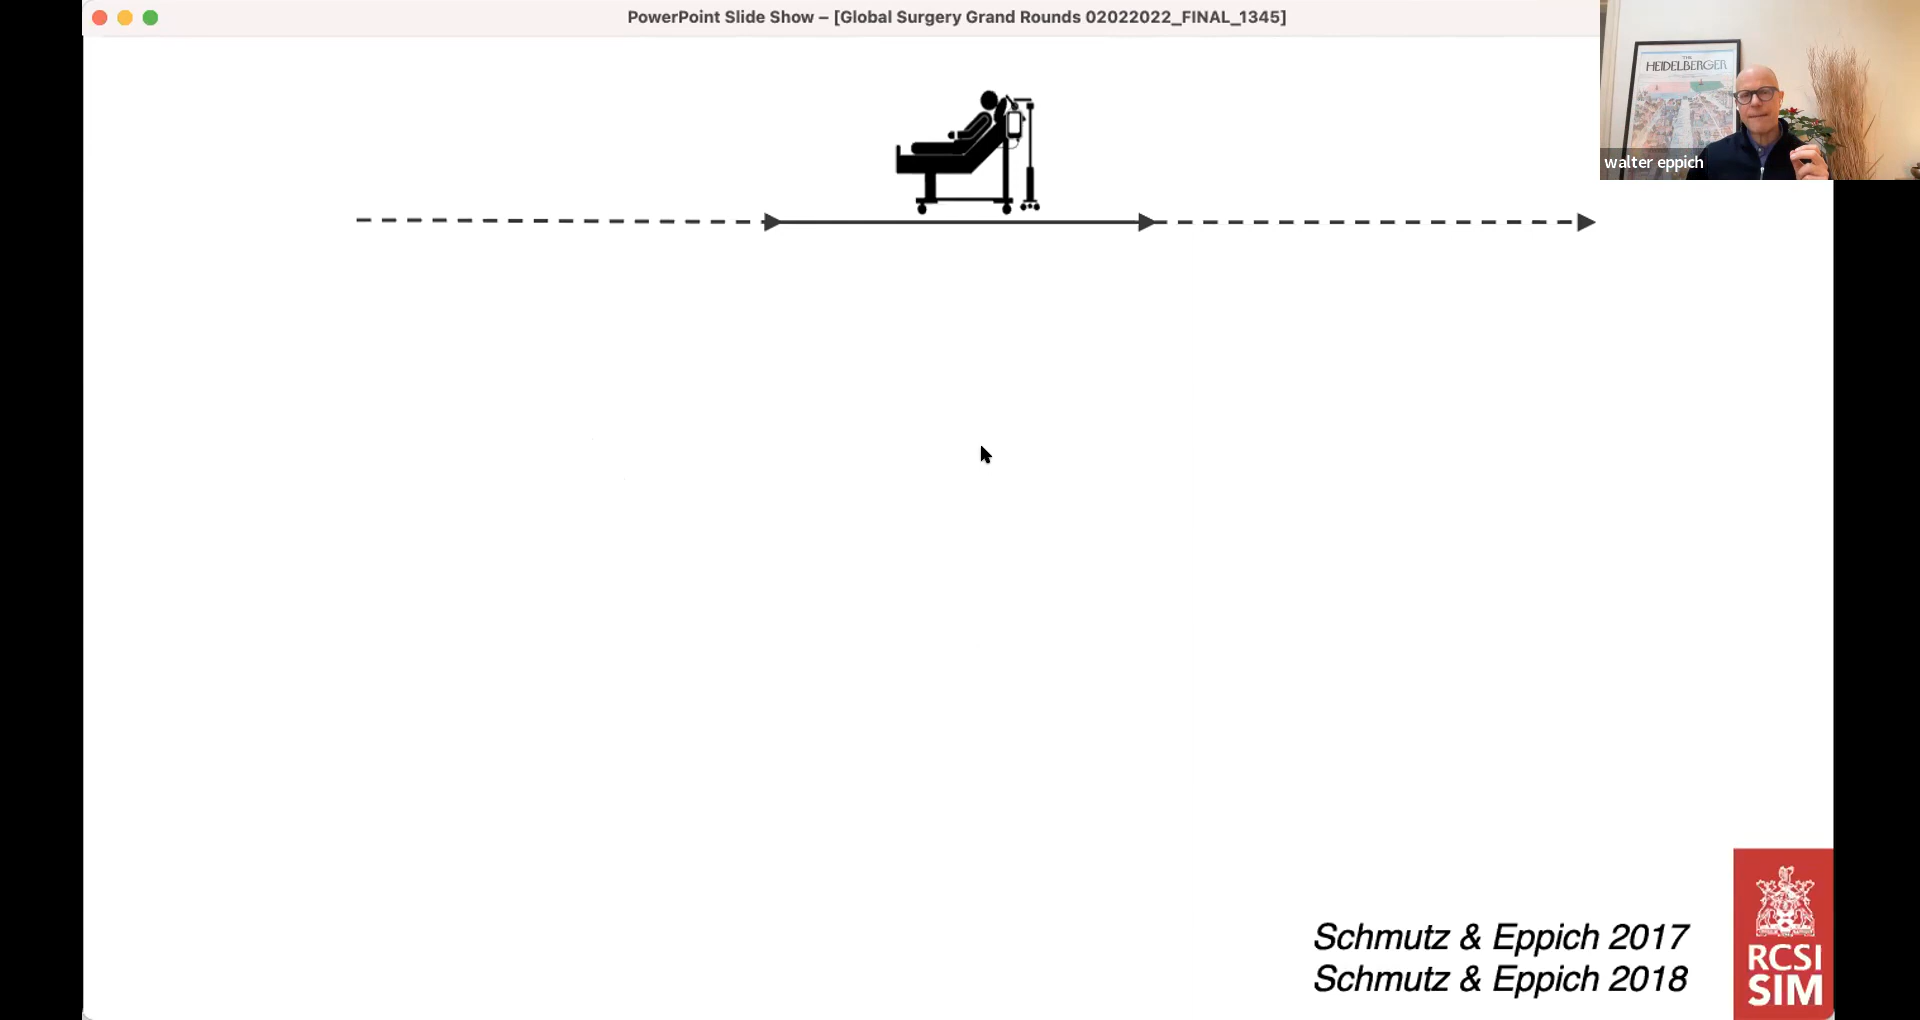 PowerPoint Slide Show – [Global Surgery Grand Rounds 02022022_FINAL_1345]
THE
HEIDELBERGER
walter eppich
Schmutz & Eppich 2017
Schmutz & Eppich 2018
RCSI
SIM